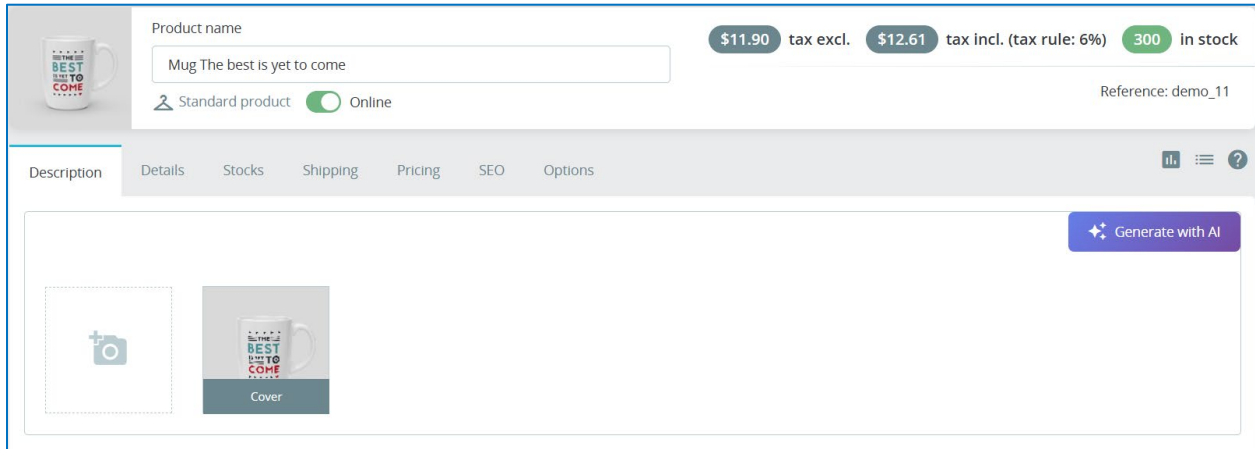 Product name
$11.90 tax excl. $12.61 tax incl. (tax rule: 6%) 300 in stock
THE
BEST
IS YET TO
COME
Mug The best is yet to come
Standard product Online
Reference: demo_11
Description Details Stocks Shipping Pricing SEO Options
Generate with AI
THE
BEST
IS YET TO
COME
Cover